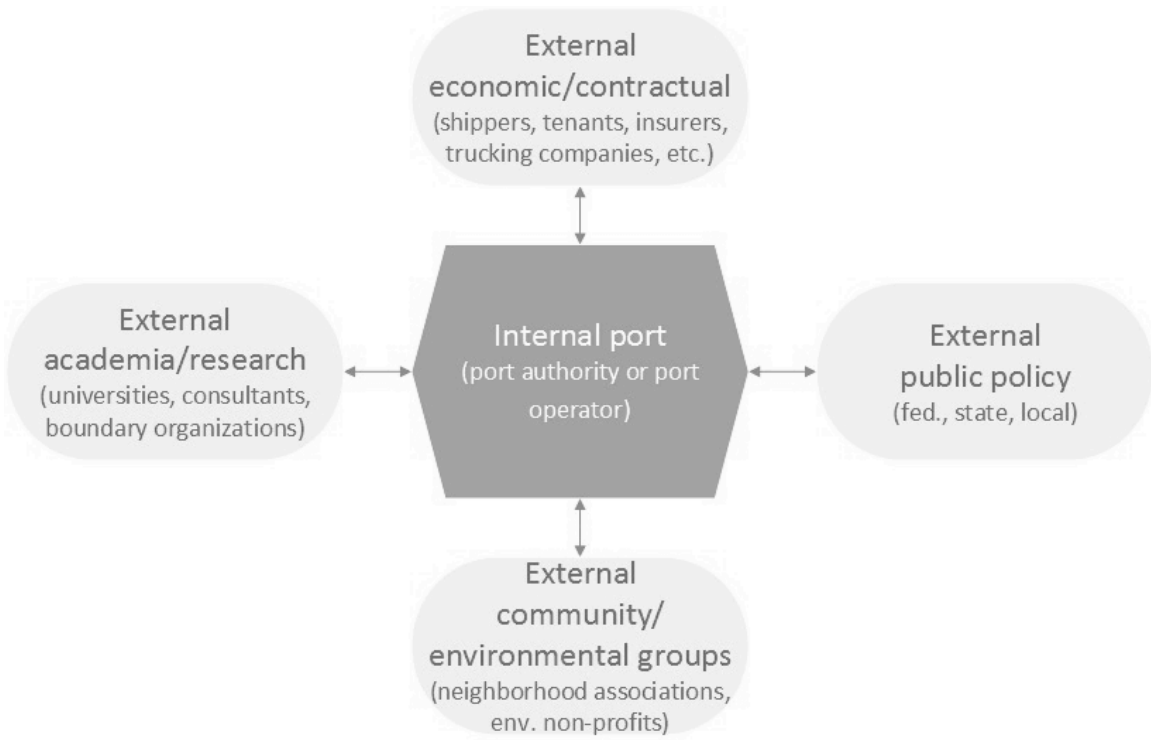 External
economic/contractual
(shippers, tenants, insurers,
trucking companies, etc.)
External
academia/research
(universities, consultants,
boundary organizations)
Internal port
(port authority or port
operator)
External
public policy
(fed., state, local)
External
community/
environmental groups
(neighborhood associations,
env. non-profits)